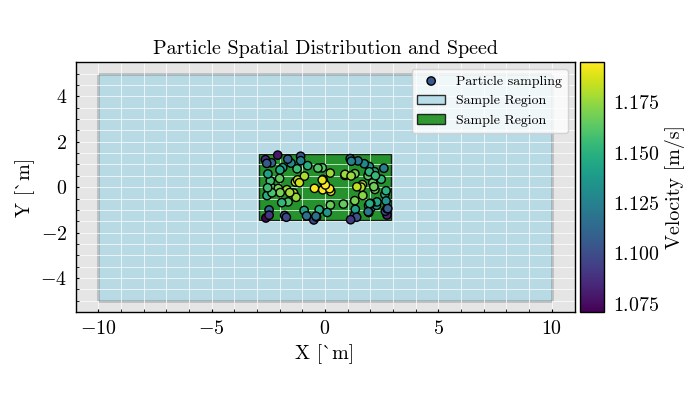 Particle Spatial Distribution and Speed
Particle sampling
Sample Region
Sample Region
4
2
0
−2
−4
Y [`m]
−10
−5
0
5
10
X [`m]
1.175
1.150
1.125
1.100
1.075
Velocity [m/s]